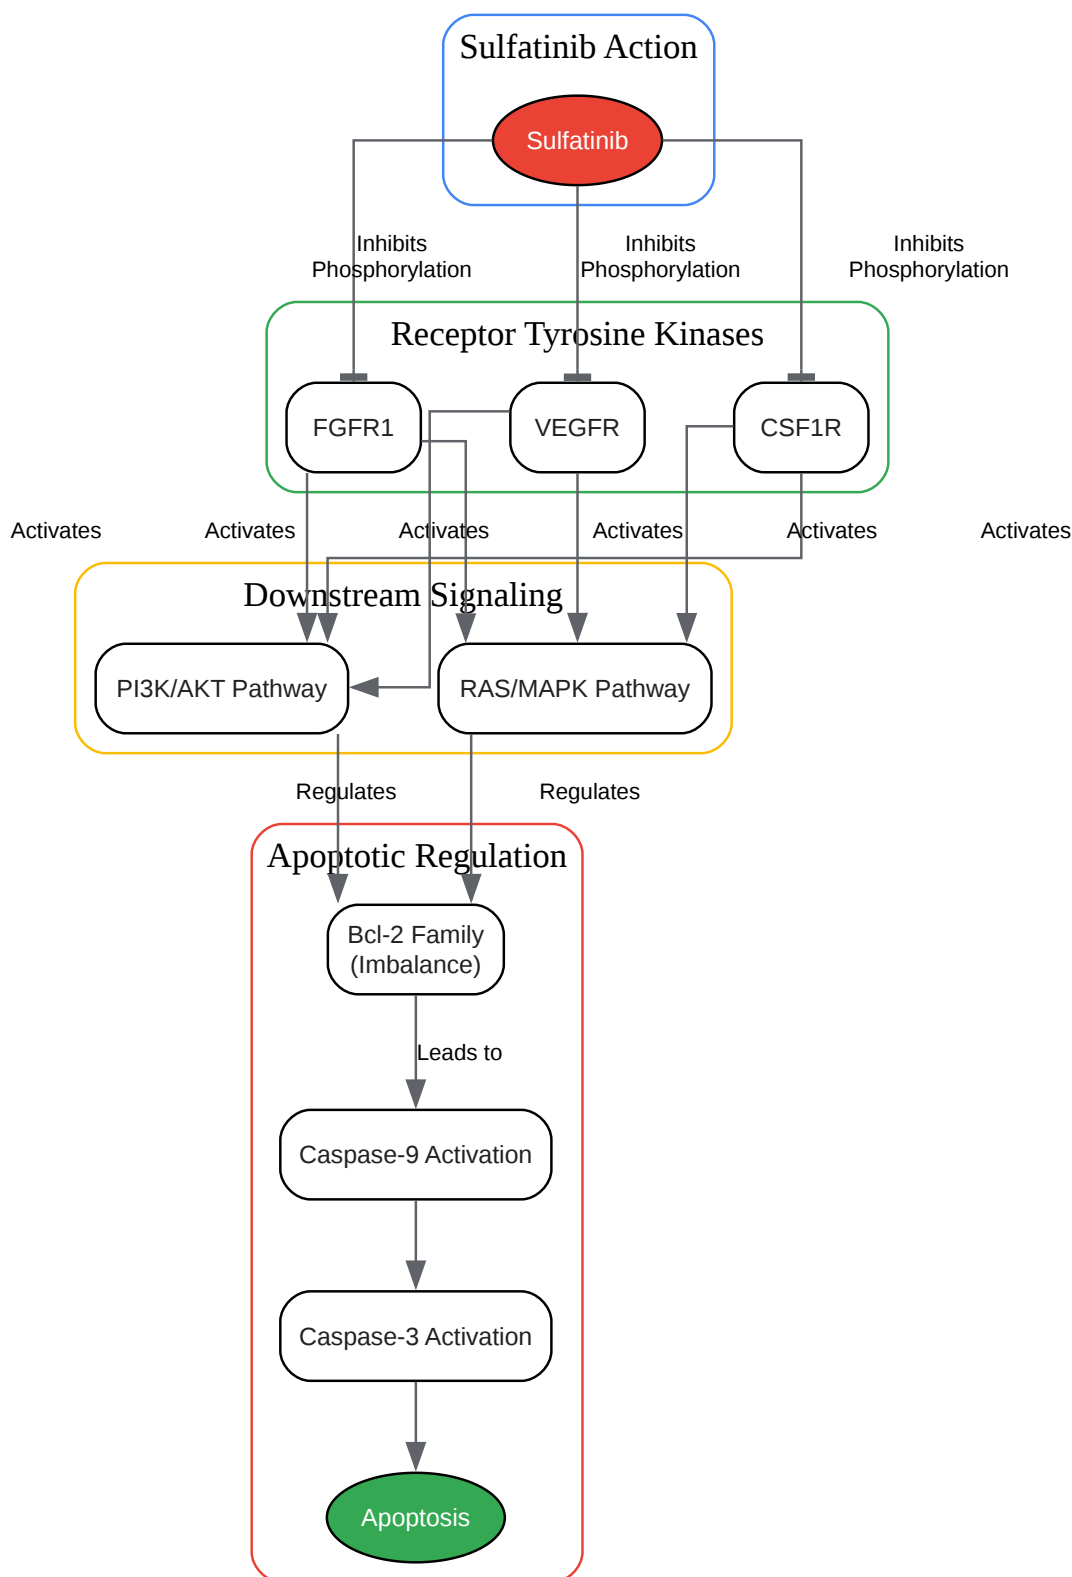 Sulfatinib Action
Sulfatinib
Inhibits
Phosphorylation
Inhibits
Phosphorylation
Inhibits
Phosphorylation
Receptor Tyrosine Kinases
FGFR1
VEGFR
CSF1R
Activates
Activates
Activates
Activates
Activates
Activates
Downstream Signaling
PI3K/AKT Pathway
RAS/MAPK Pathway
Regulates
Regulates
Apoptotic Regulation
Bcl-2 Family
(Imbalance)
Leads to
Caspase-9 Activation
Caspase-3 Activation
Apoptosis